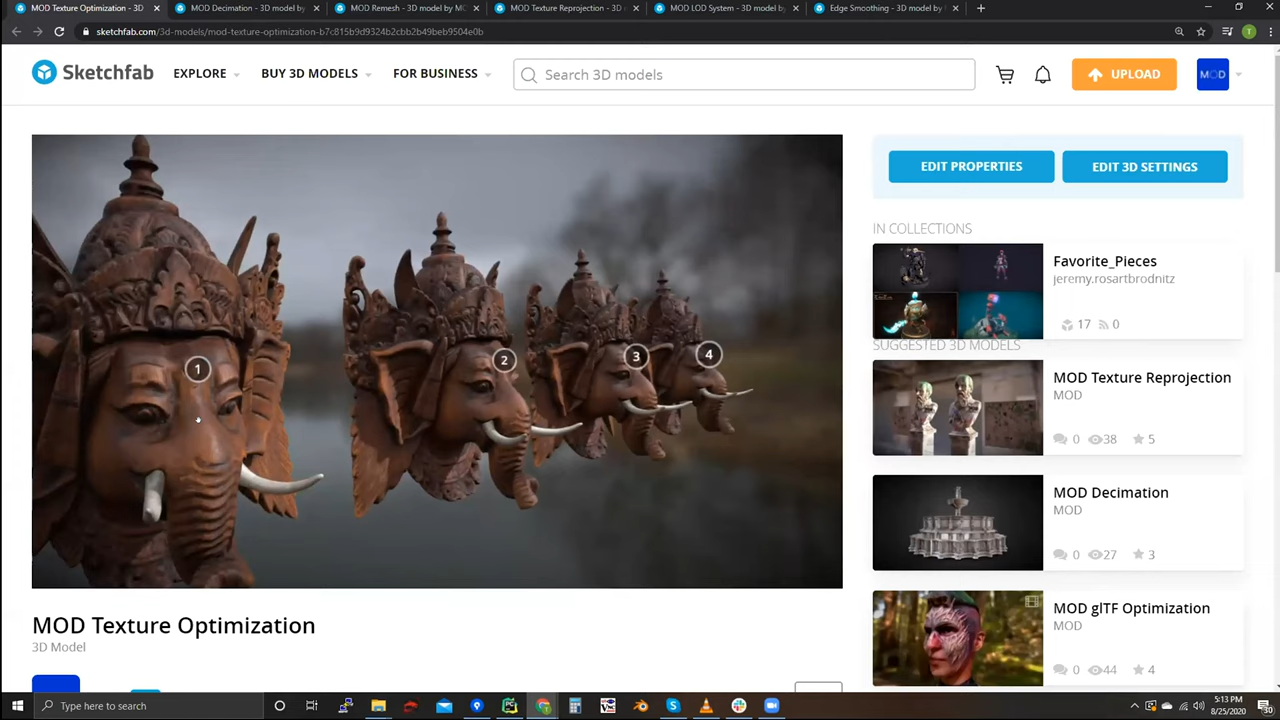 MOD Texture Optimization - 3D
MOD Decimation - 3D model by M
MOD Remesh - 3D model by MO
MOD Texture Reprojection - 3D
MOD LOD System - 3D model by
Edge Smoothing - 3D model by
sketchfab.com/3d-models/mod-texture-optimization-b7c815b9d9324b2cbb2b49beb9504e0b
T
Sketchfab
EXPLORE
BUY 3D MODELS
FOR BUSINESS
Search 3D models
UPLOAD
MOD
1
2
3
4
EDIT PROPERTIES
EDIT 3D SETTINGS
IN COLLECTIONS
Favorite_Pieces
jeremy.rosartbrodnitz
17 0
SUGGESTED 3D MODELS
MOD Texture Reprojection
MOD
0 38 5
MOD Decimation
MOD
0 27 3
MOD glTF Optimization
MOD
0 44 4
MOD Texture Optimization
3D Model
Type here to search
5:13 PM
8/25/2020
30